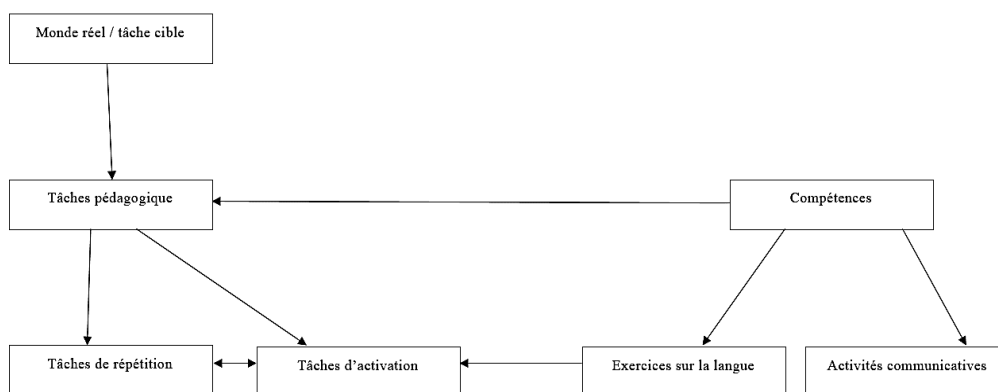 Monde réel / tâche cible
Tâches pédagogique
Compétences
Tâches de répétition
Tâches d'activation
Exercices sur la langue
Activités communicatives